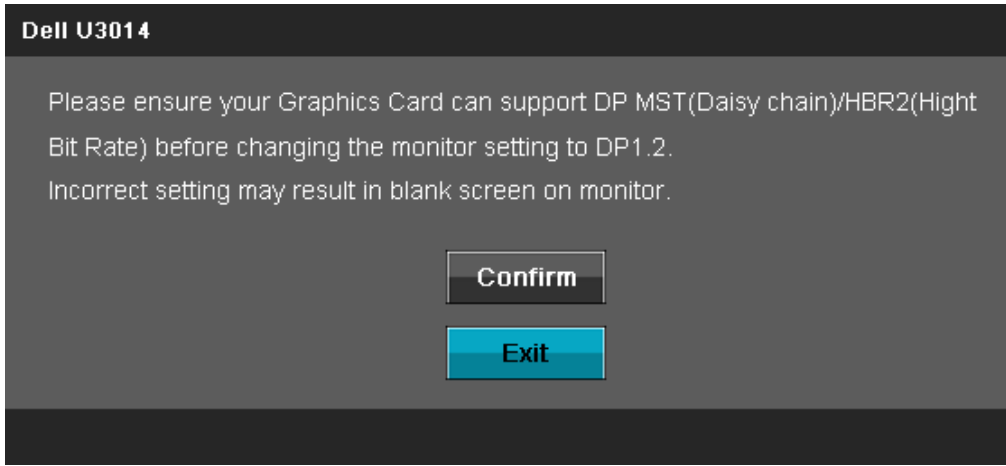 Dell U3014
Please ensure your Graphics Card can support DP MST(Daisy chain)/HBR2(Hight
Bit Rate) before changing the monitor setting to DP1.2.
Incorrect setting may result in blank screen on monitor.
Confirm
Exit